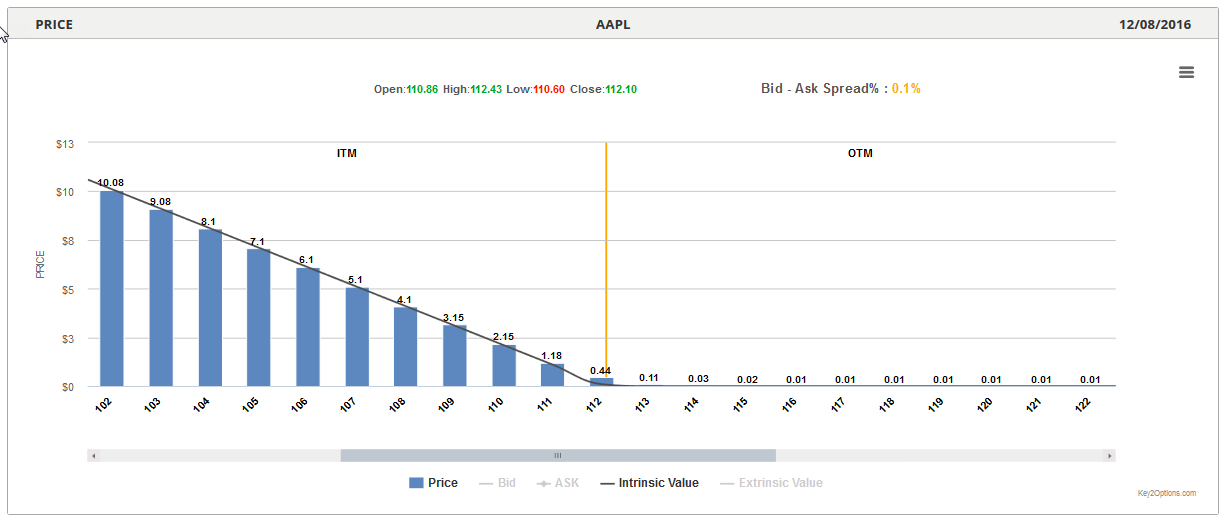 PRICE AAPL 12/08/2016
Open:110.86 High:112.43 Low:110.60 Close:112.10 Bid - Ask Spread% : 0.1%
$13
ITM OTM
$10
$8
$5
$3
$0
PRICE
10.08 9.08 8.1 7.1 6.1 5.1 4.1 3.15 2.15 1.18 0.44 0.11 0.03 0.02 0.01 0.01 0.01 0.01 0.01 0.01 0.01
102 103 104 105 106 107 108 109 110 111 112 113 114 115 116 117 118 119 120 121 122
Price Bid ASK Intrinsic Value Extrinsic Value
Key2Options.com